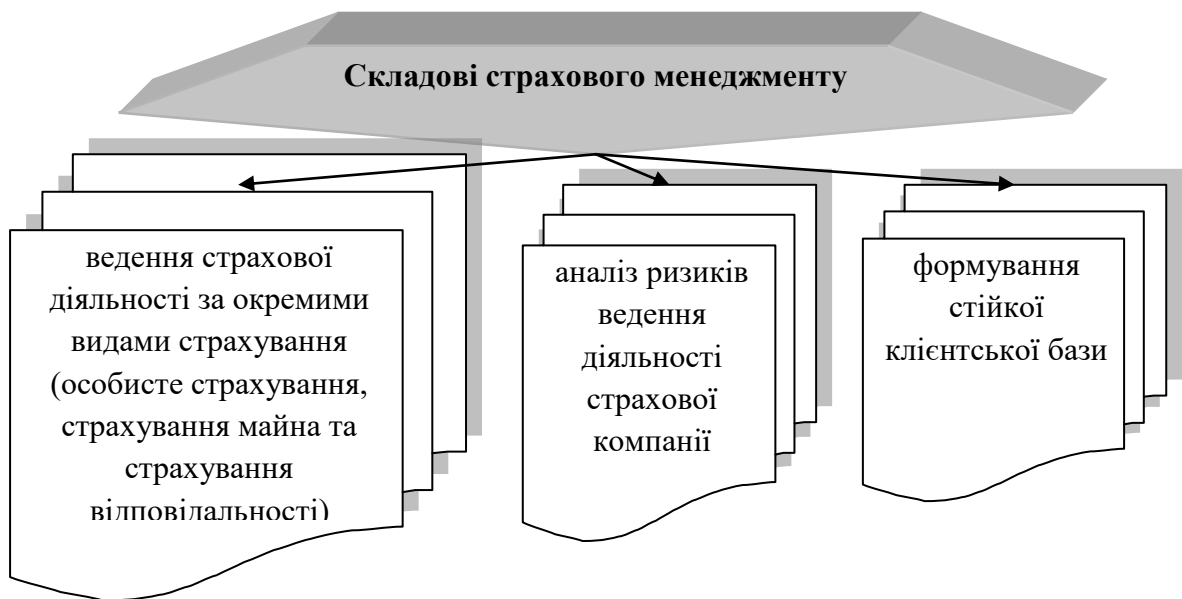 Складові страхового менеджменту
ведення страхової
діяльності за окремими
видами страхування
(особисте страхування,
страхування майна та
страхування
відповідальності)
аналіз ризиків
ведення
діяльності
страхової
компанії
формування
стійкої
клієнтської бази